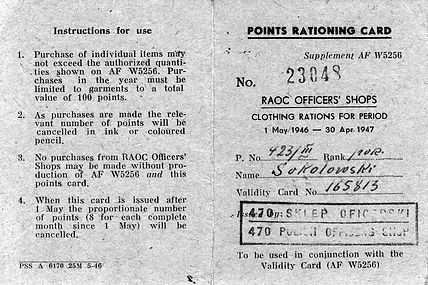 Instructions for use
1. Purchase of individual items may
not exceed the authorized quanti-
ties shown on AF W5256. Pur-
chases in the year must be
limited to garments to a total
value of 100 points.
2. As purchases are made the rele-
vant number of points will be
cancelled in ink or coloured
pencil.
3. No purchases from RAOC Officers'
Shops may be made without pro-
duction of AF W5256 and this
points card.
4. When this card is issued after
1 May the proportionate number
of points (8 for each complete
month since 1 May) will be
cancelled.
PSS A 6170 25M 5-46
POINTS RATIONING CARD
Supplement AF W5256
No. 23048
RAOC OFFICERS' SHOPS
CLOTHING RATIONS FOR PERIOD
1 May/1946 — 30 Apr. 1947
P. No 423/III Rank
Name Sokolowski
Validity Card No 165813
470 SKLEP OFICERSKI
470 POLISH OFFICERS SHOP
To be used in conjunction with the
Validity Card (AF W5256)